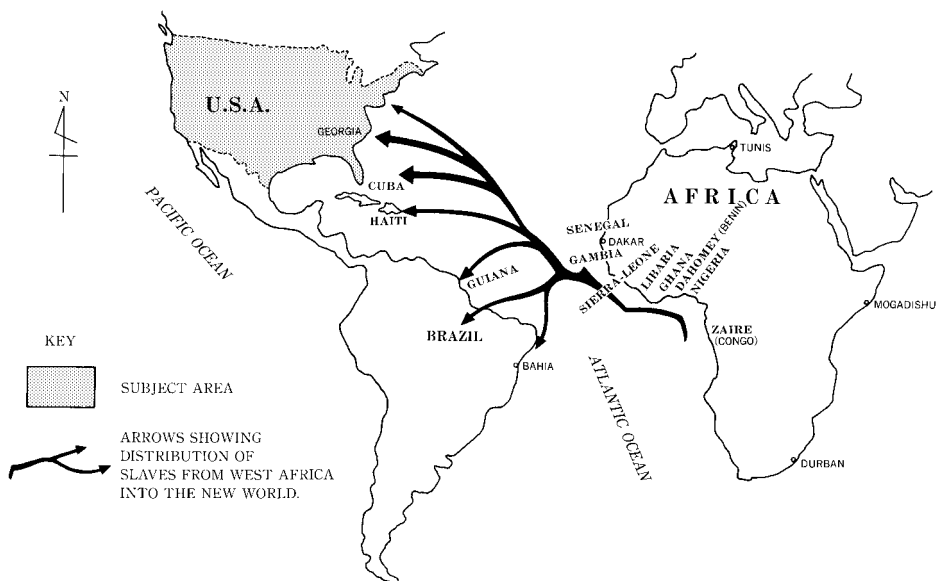 N
U.S.A.
GEORGIA
PACIFIC OCEAN
CUBA
HAITI
GUIANA
BRAZIL
BAHIA
ATLANTIC OCEAN
TUNIS
AFRICA
SENEGAL
DAKAR
GAMBIA
SIERRA-LEONE
LIBARIA
GHANA
DAHOMEY (BENIN)
NIGERIA
ZAIRE
(CONGO)
MOGADISHU
DURBAN
KEY
SUBJECT AREA
ARROWS SHOWING
DISTRIBUTION OF
SLAVES FROM WEST AFRICA
INTO THE NEW WORLD.